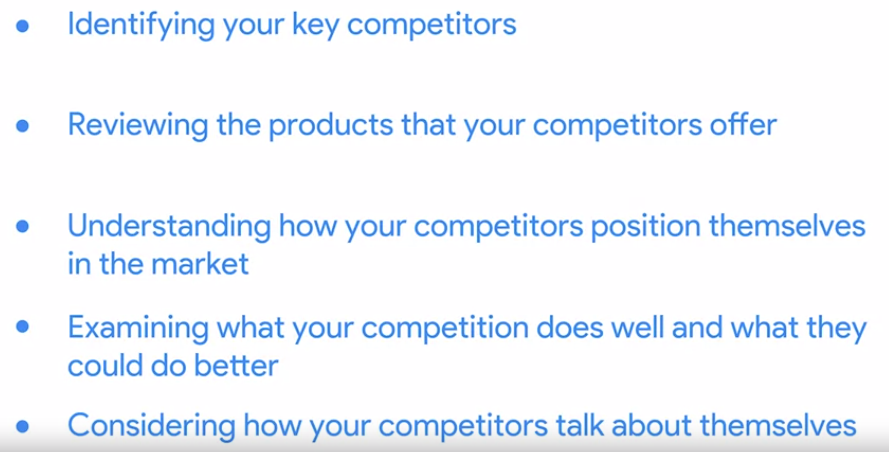 ● Identifying your key competitors
● Reviewing the products that your competitors offer
● Understanding how your competitors position themselves
in the market
● Examining what your competition does well and what they
could do better
● Considering how your competitors talk about themselves